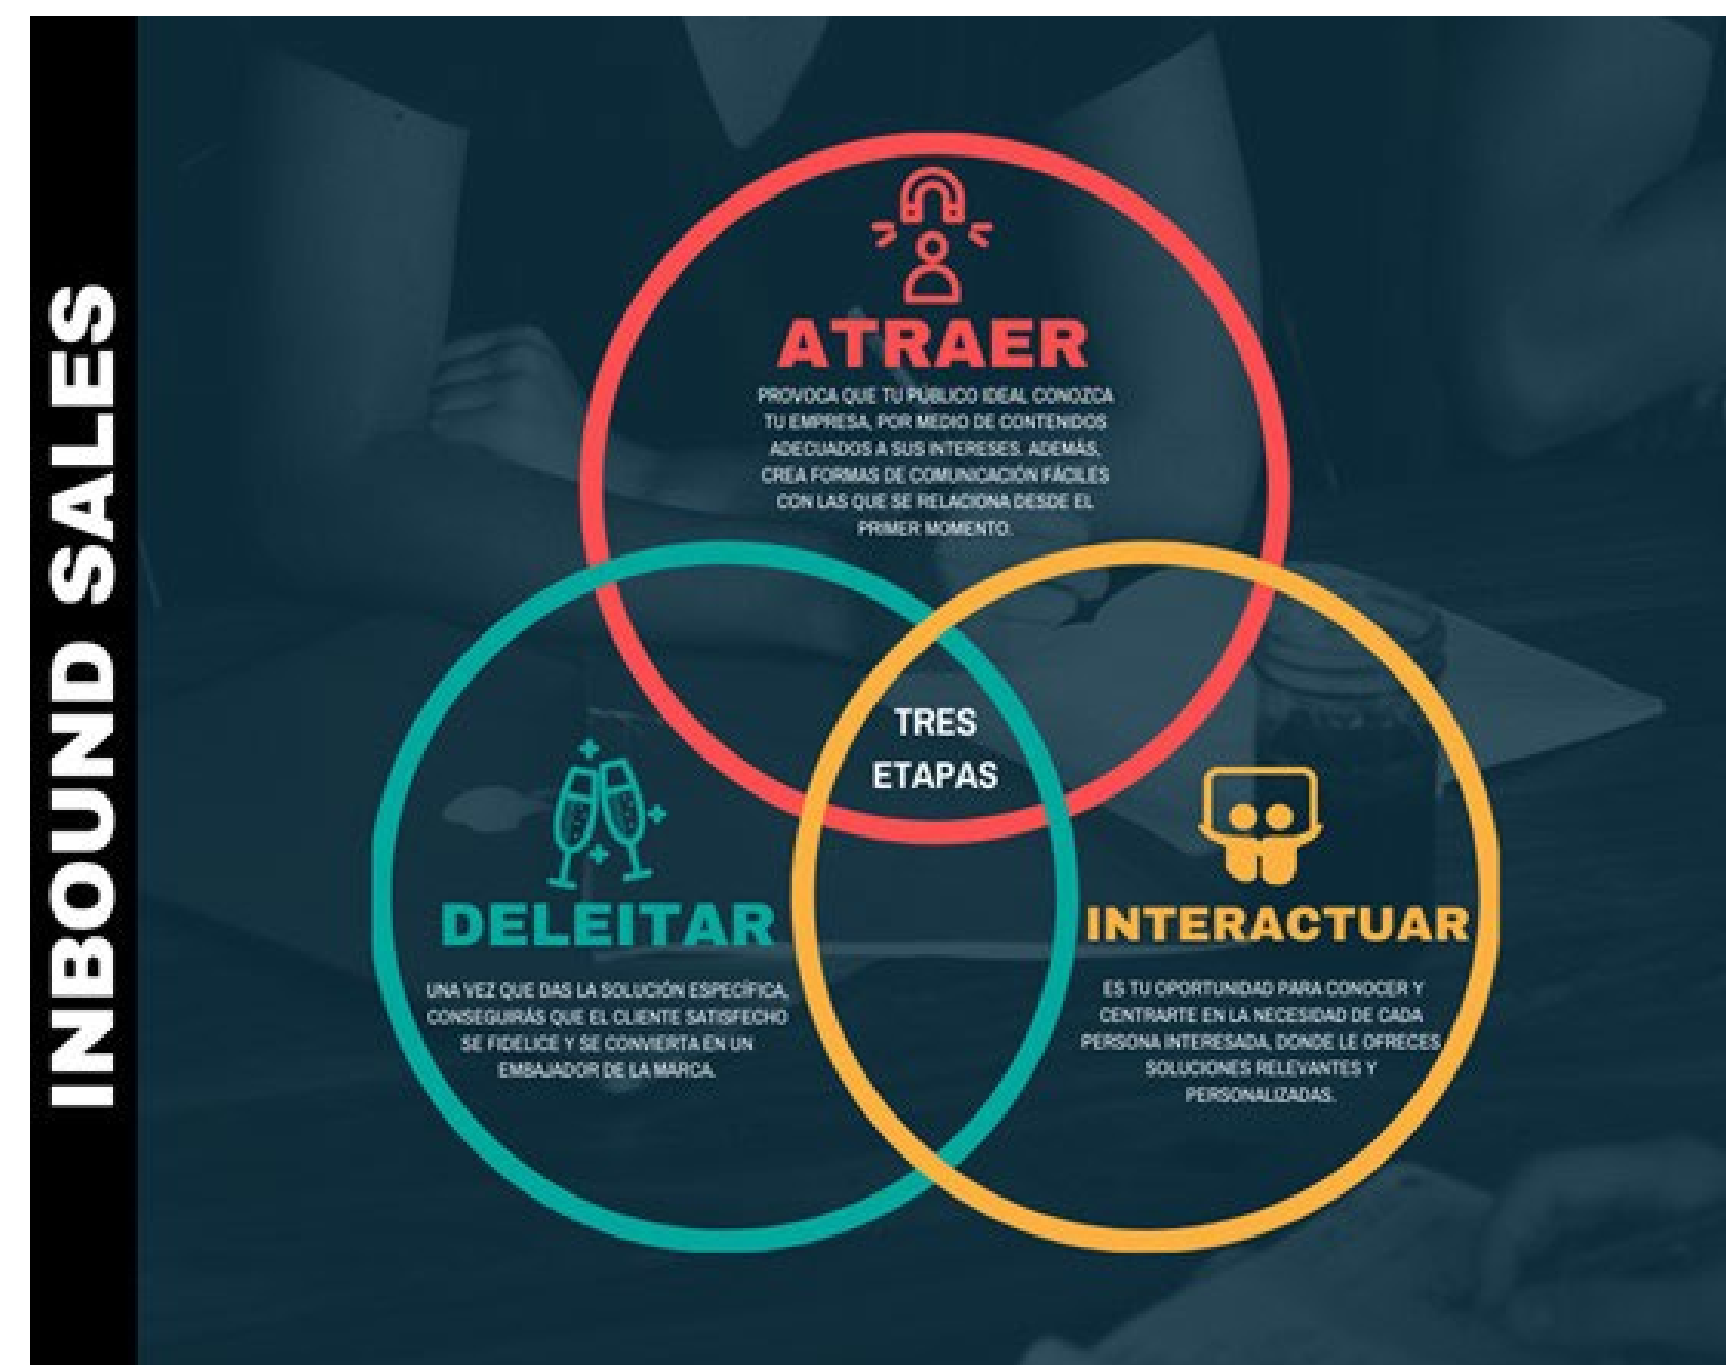 INBOUND SALES
ATRAER
PROVOCA QUE TU PÚBLICO IDEAL CONOZCA
TU EMPRESA, POR MEDIO DE CONTENIDOS
ADECUADOS A SUS INTERESES. ADEMÁS,
CREA FORMAS DE COMUNICACIÓN FÁCILES
CON LAS QUE SE RELACIONA DESDE EL
PRIMER MOMENTO.
TRES
ETAPAS
DELEITAR
UNA VEZ QUE DAS LA SOLUCIÓN ESPECÍFICA,
CONSEGUIRÁS QUE EL CLIENTE SATISFECHO
SE FIDELICE Y SE CONVIERTA EN UN
EMBAJADOR DE LA MARCA.
INTERACTUAR
ES TU OPORTUNIDAD PARA CONOCER Y
CENTRARTE EN LA NECESIDAD DE CADA
PERSONA INTERESADA, DONDE LE OFRECES
SOLUCIONES RELEVANTES Y
PERSONALIZADAS.